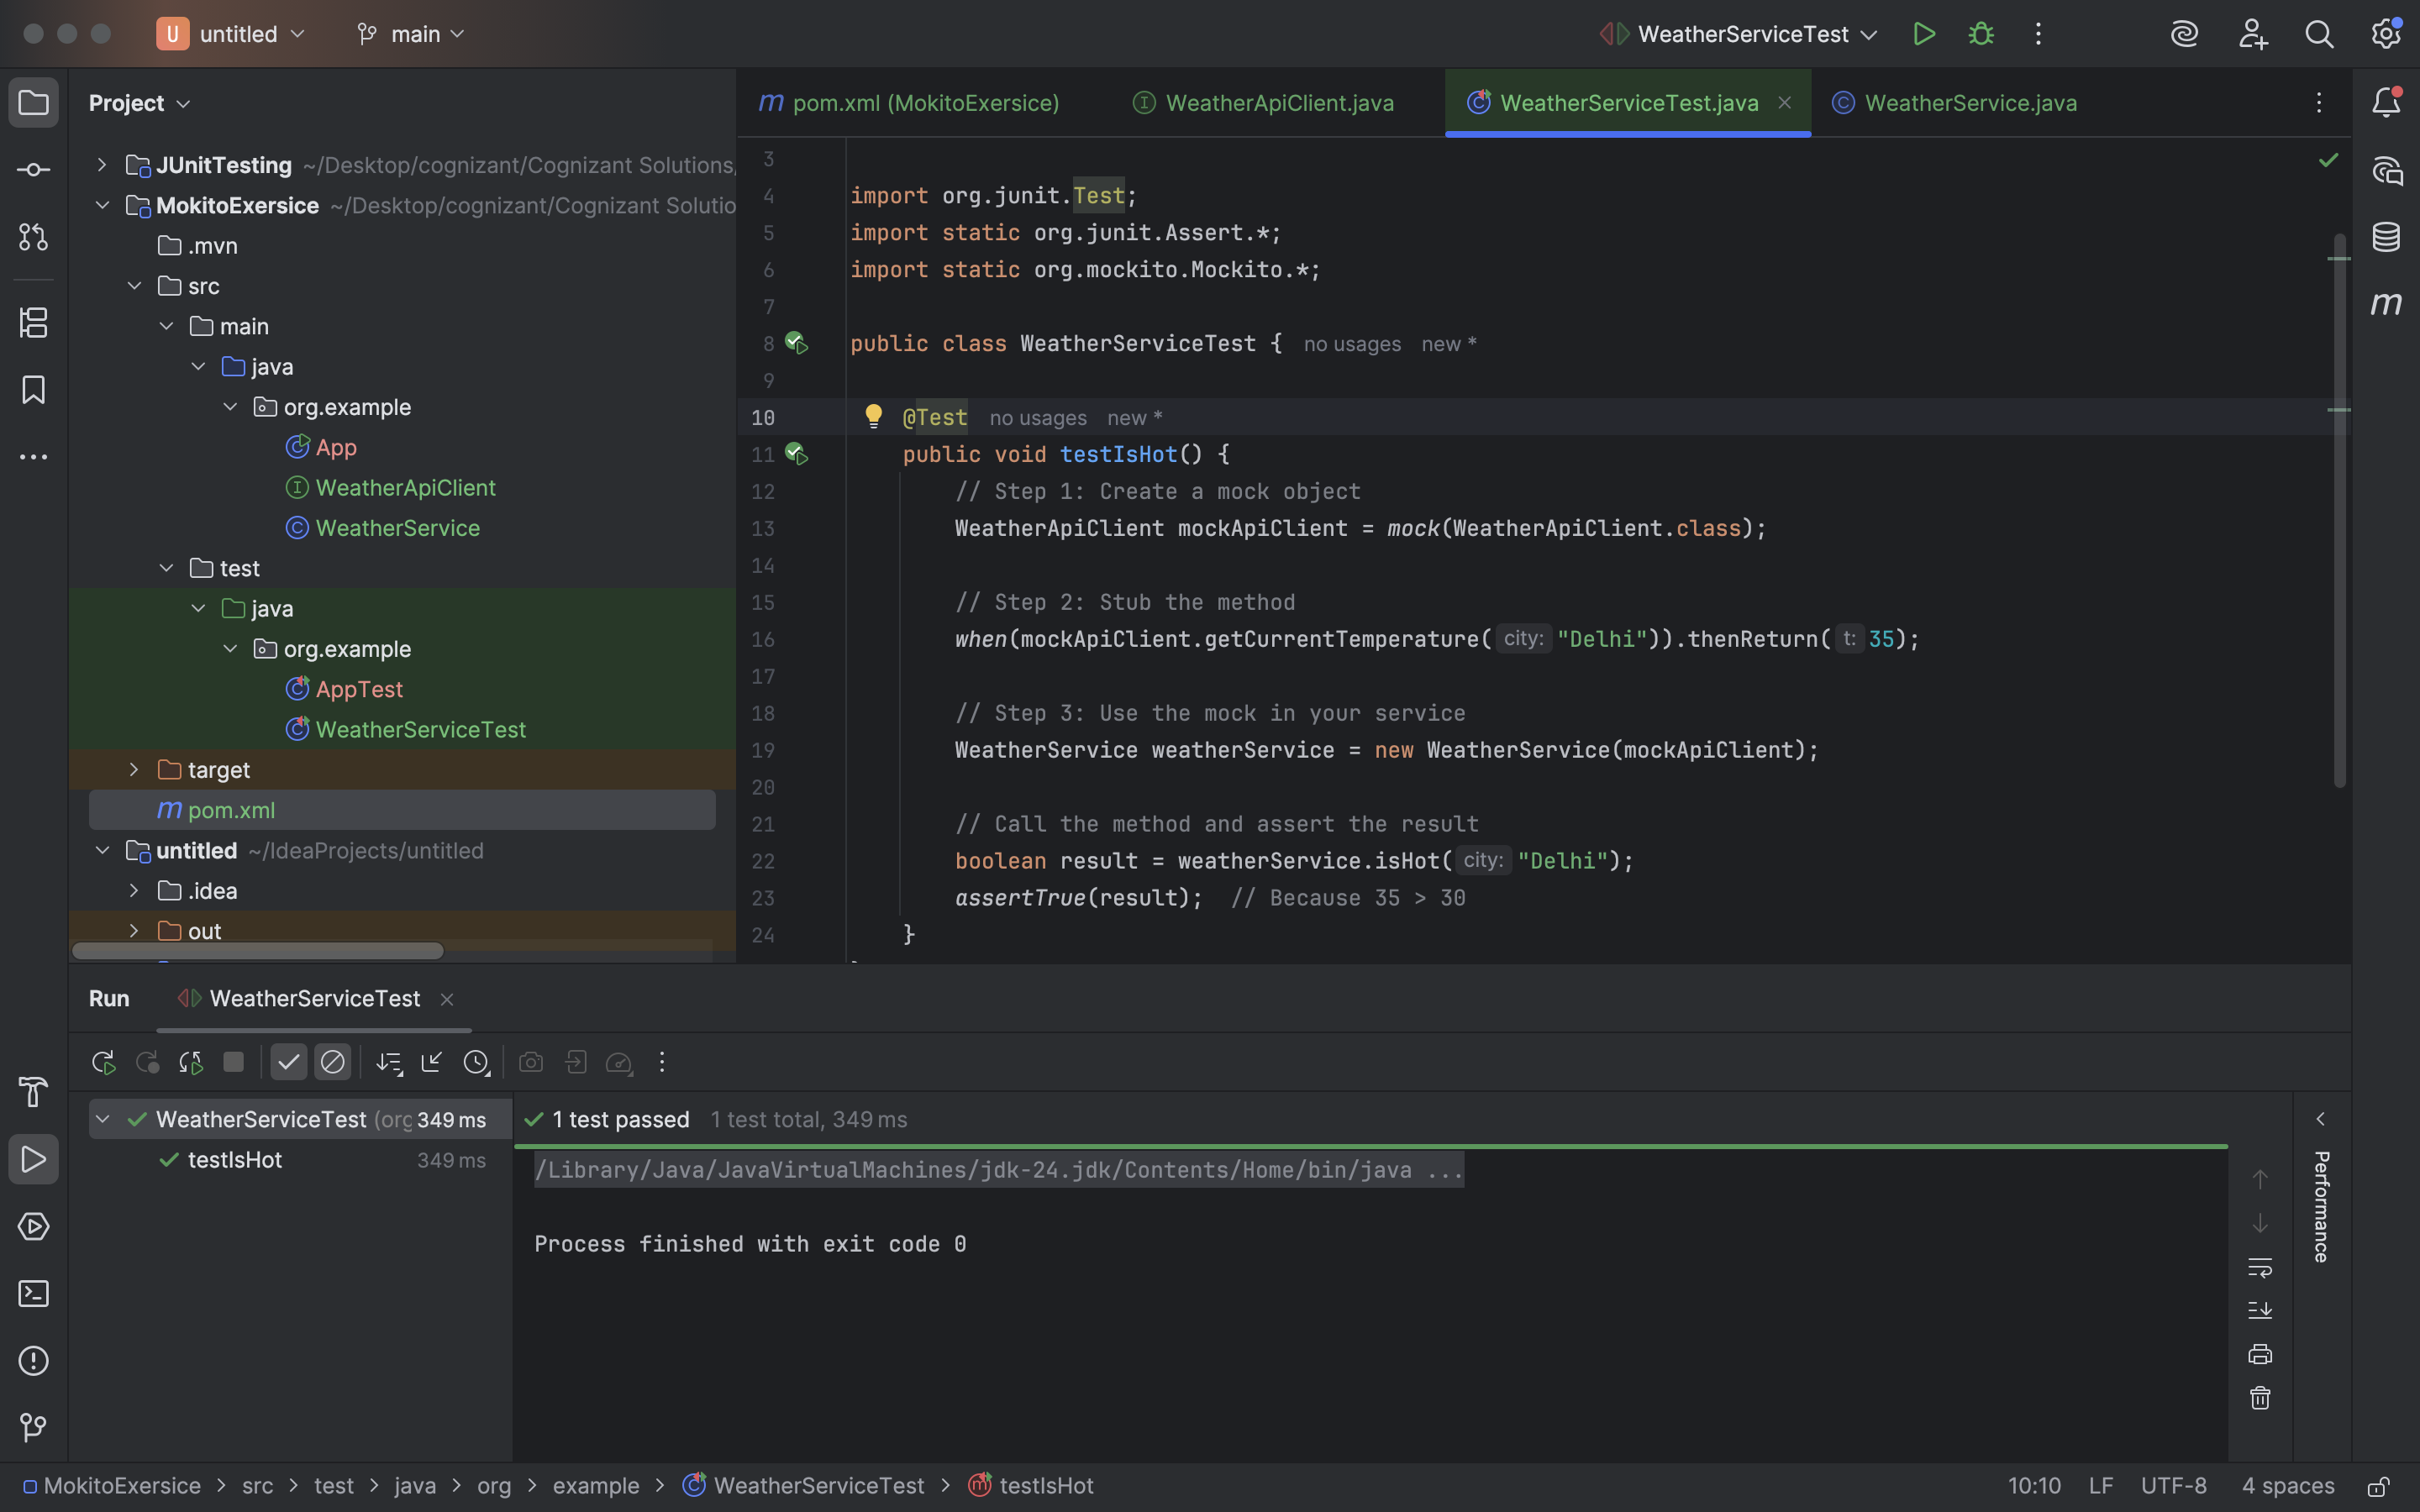 U untitled main WeatherServiceTest
Project
pom.xml (MokitoExersice) WeatherApiClient.java WeatherServiceTest.java WeatherService.java
JUnitTesting ~/Desktop/cognizant/Cognizant Solutions,
MokitoExersice ~/Desktop/cognizant/Cognizant Solutio
.mvn
src
main
java
org.example
App
WeatherApiClient
WeatherService
test
java
org.example
AppTest
WeatherServiceTest
target
pom.xml
untitled ~/IdeaProjects/untitled
.idea
out
3
4 import org.junit.Test;
5 import static org.junit.Assert.*;
6 import static org.mockito.Mockito.*;
7
8 public class WeatherServiceTest { no usages new *
9
10 @Test no usages new *
11 public void testIsHot() {
12 // Step 1: Create a mock object
13 WeatherApiClient mockApiClient = mock(WeatherApiClient.class);
14
15 // Step 2: Stub the method
16 when(mockApiClient.getCurrentTemperature( city: "Delhi")).thenReturn( t: 35);
17
18 // Step 3: Use the mock in your service
19 WeatherService weatherService = new WeatherService(mockApiClient);
20
21 // Call the method and assert the result
22 boolean result = weatherService.isHot( city: "Delhi");
23 assertTrue(result); // Because 35 > 30
24 }
Run WeatherServiceTest
WeatherServiceTest (org 349 ms
testIsHot 349 ms
1 test passed 1 test total, 349 ms
/Library/Java/JavaVirtualMachines/jdk-24.jdk/Contents/Home/bin/java ...
Process finished with exit code 0
Performance
MokitoExersice > src > test > java > org > example > WeatherServiceTest > testIsHot
10:10 LF UTF-8 4 spaces